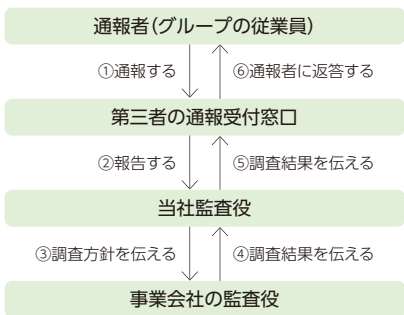 通報者（グループの従業員）
①通報する ⑥通報者に返答する
第三者の通報受付窓口
②報告する ⑤調査結果を伝える
当社監査役
③調査方針を伝える ④調査結果を伝える
事業会社の監査役